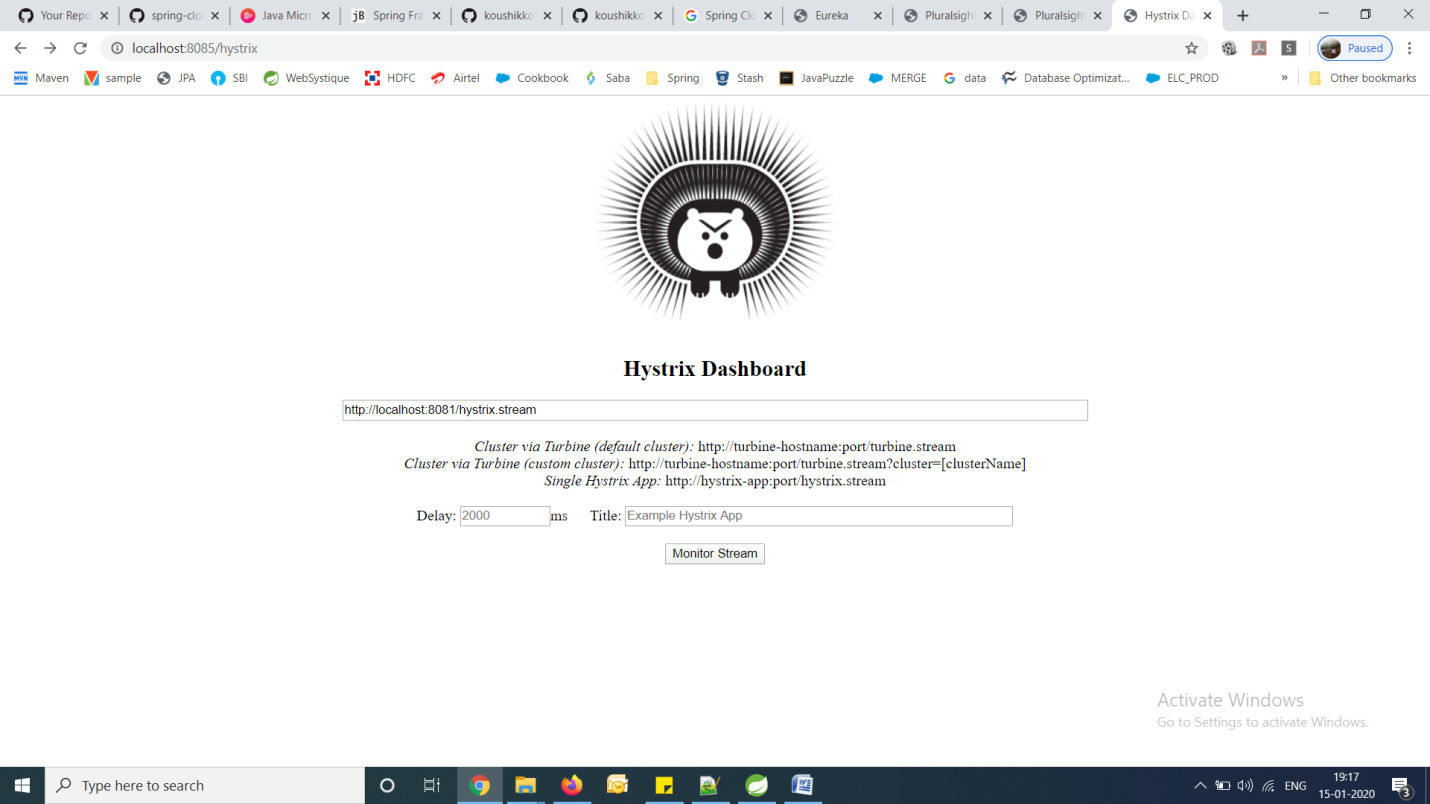 Your Repo
spring-clo
Java Micro
jB Spring Fra
koushikko
koushikko
Spring Clo
Eureka
Pluralsigh
Pluralsigh
Hystrix Da
localhost:8085/hystrix
S
Paused
MVN Maven
sample
JPA
SBI
WebSystique
HDFC
Airtel
Cookbook
Saba
Spring
Stash
JavaPuzzle
MERGE
data
Database Optimizat...
ELC_PROD
»
Other bookmarks
Hystrix Dashboard
http://localhost:8081/hystrix.stream
Cluster via Turbine (default cluster): http://turbine-hostname:port/turbine.stream
Cluster via Turbine (custom cluster): http://turbine-hostname:port/turbine.stream?cluster=[clusterName]
Single Hystrix App: http://hystrix-app:port/hystrix.stream
Delay: 2000 ms Title: Example Hystrix App
Monitor Stream
Activate Windows
Go to Settings to activate Windows.
Type here to search
ENG
19:17
15-01-2020
3